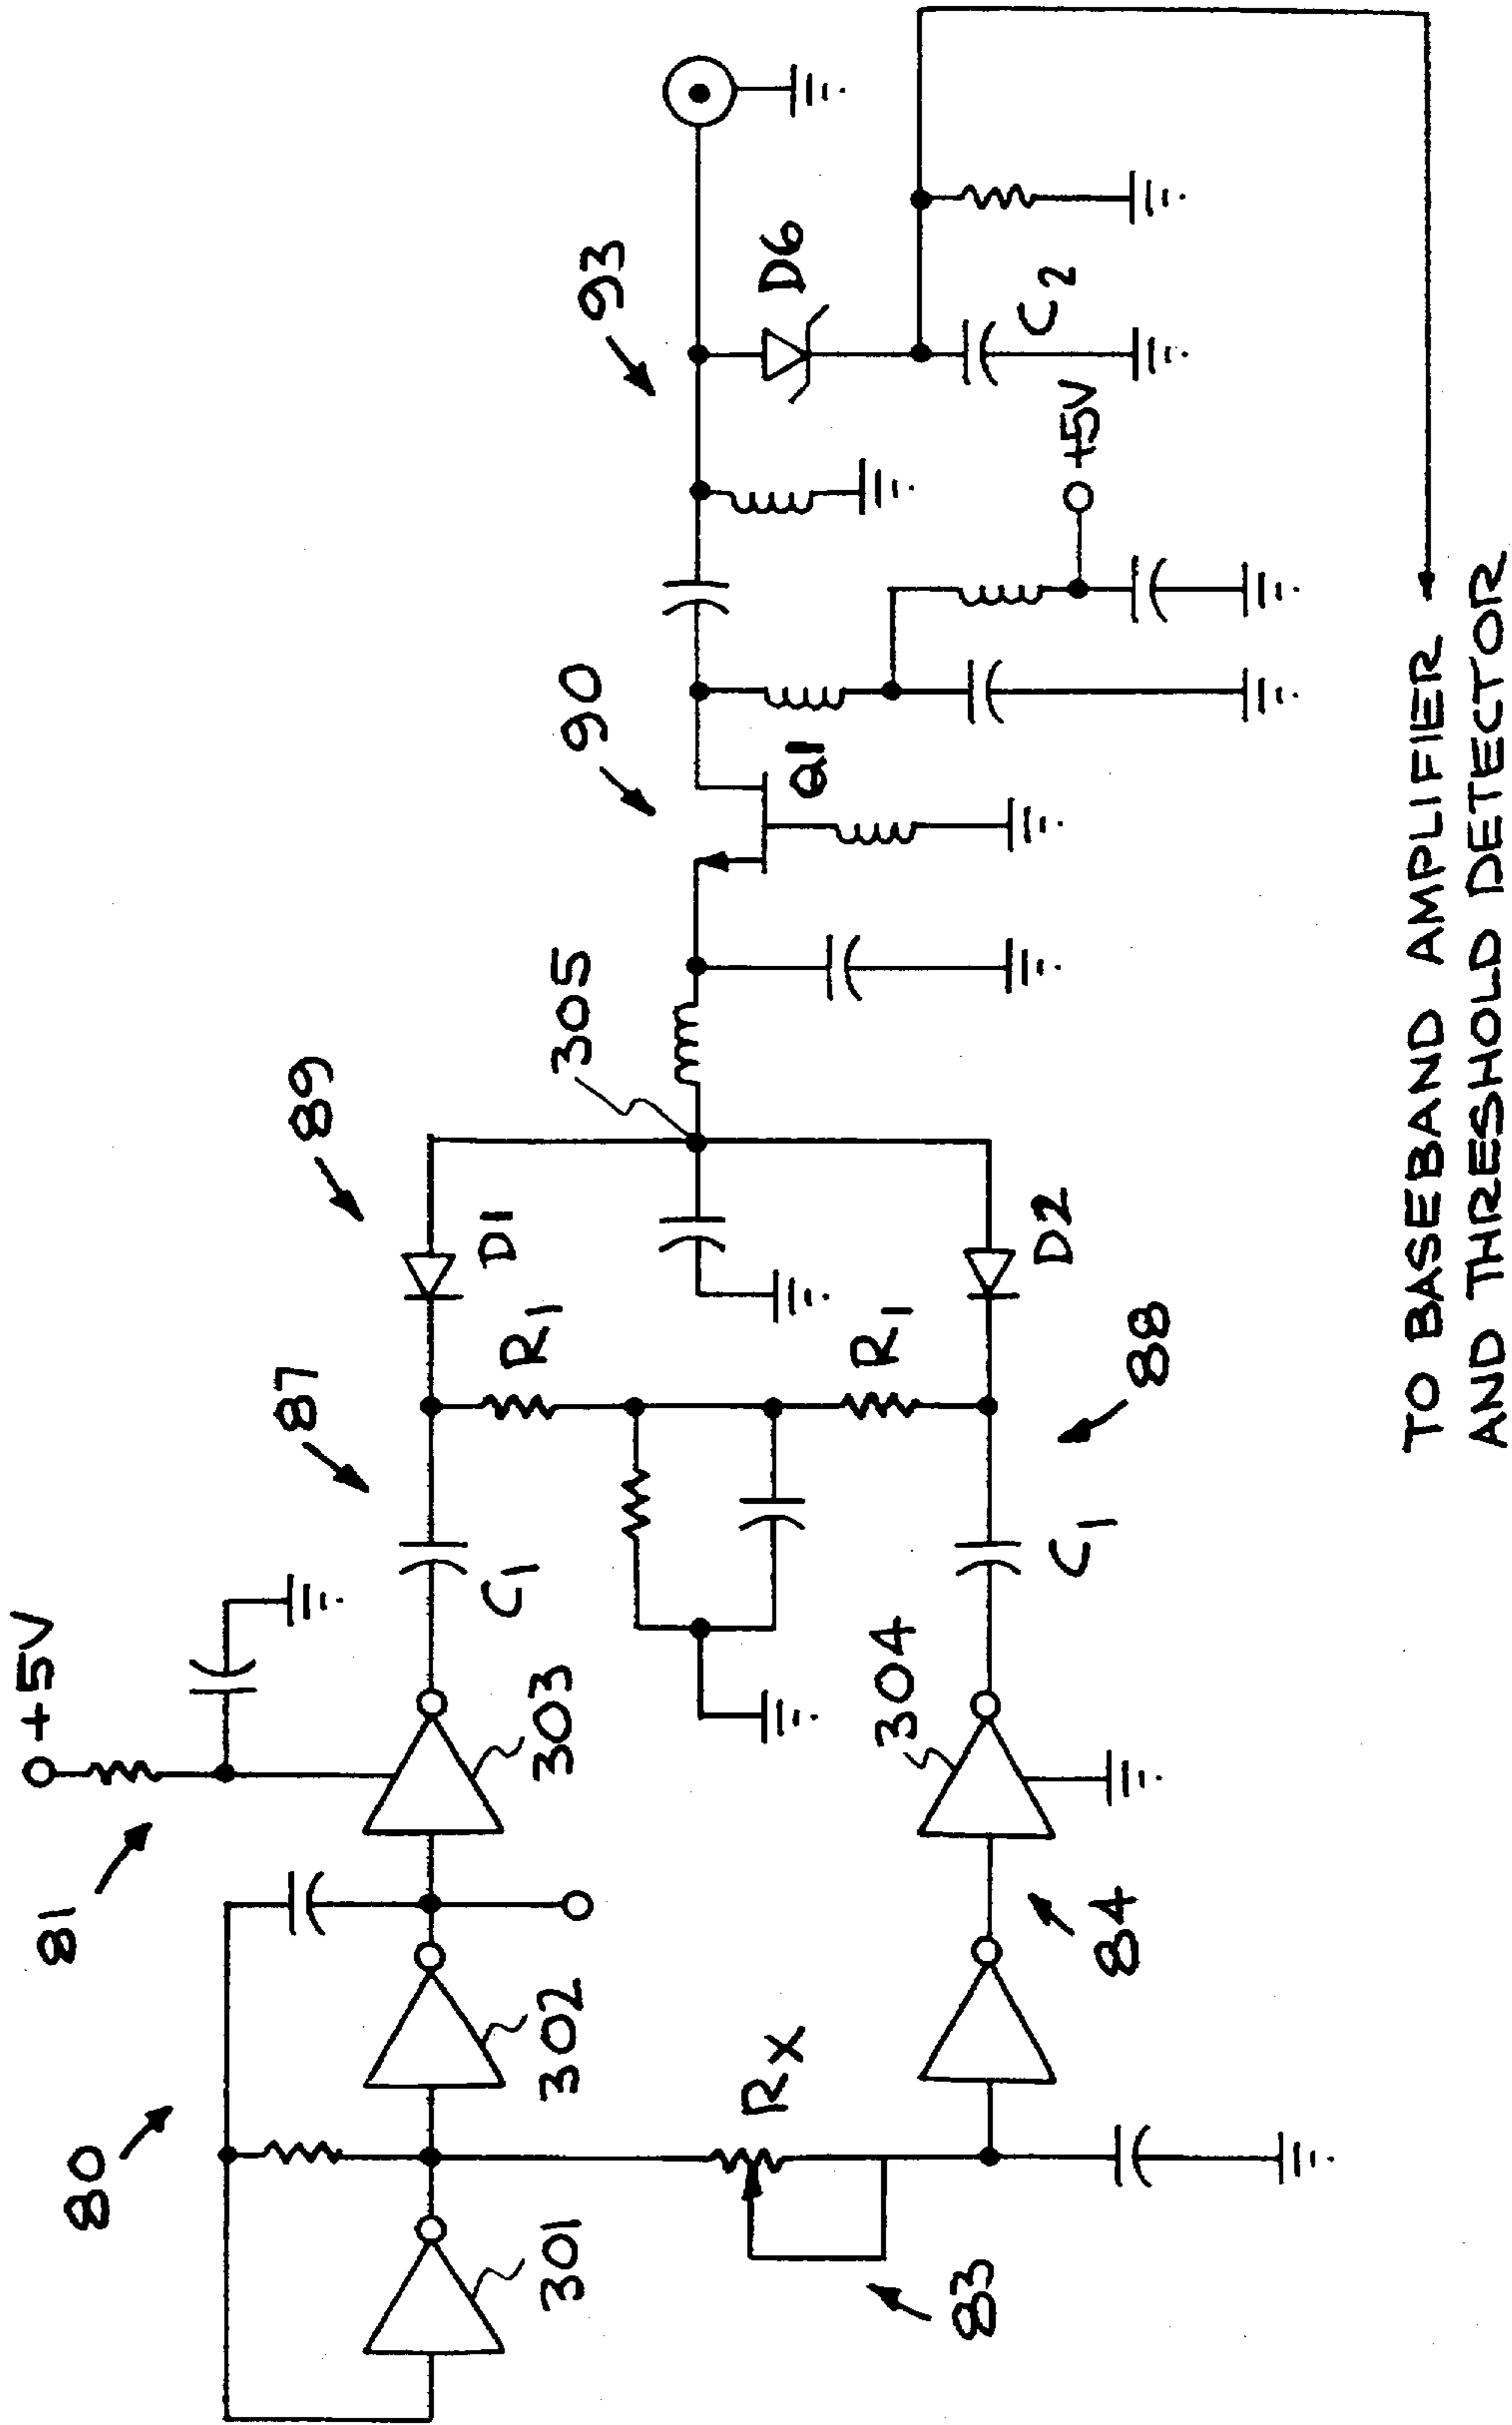 80
81
+5V
301
302
303
C1
87
R1
D1
89
305
90
Q1
93
D6
C2
+5V
83
RX
84
304
C1
88
R1
D2
TO BASEBAND AMPLIFIER
AND THRESHOLD DETECTOR